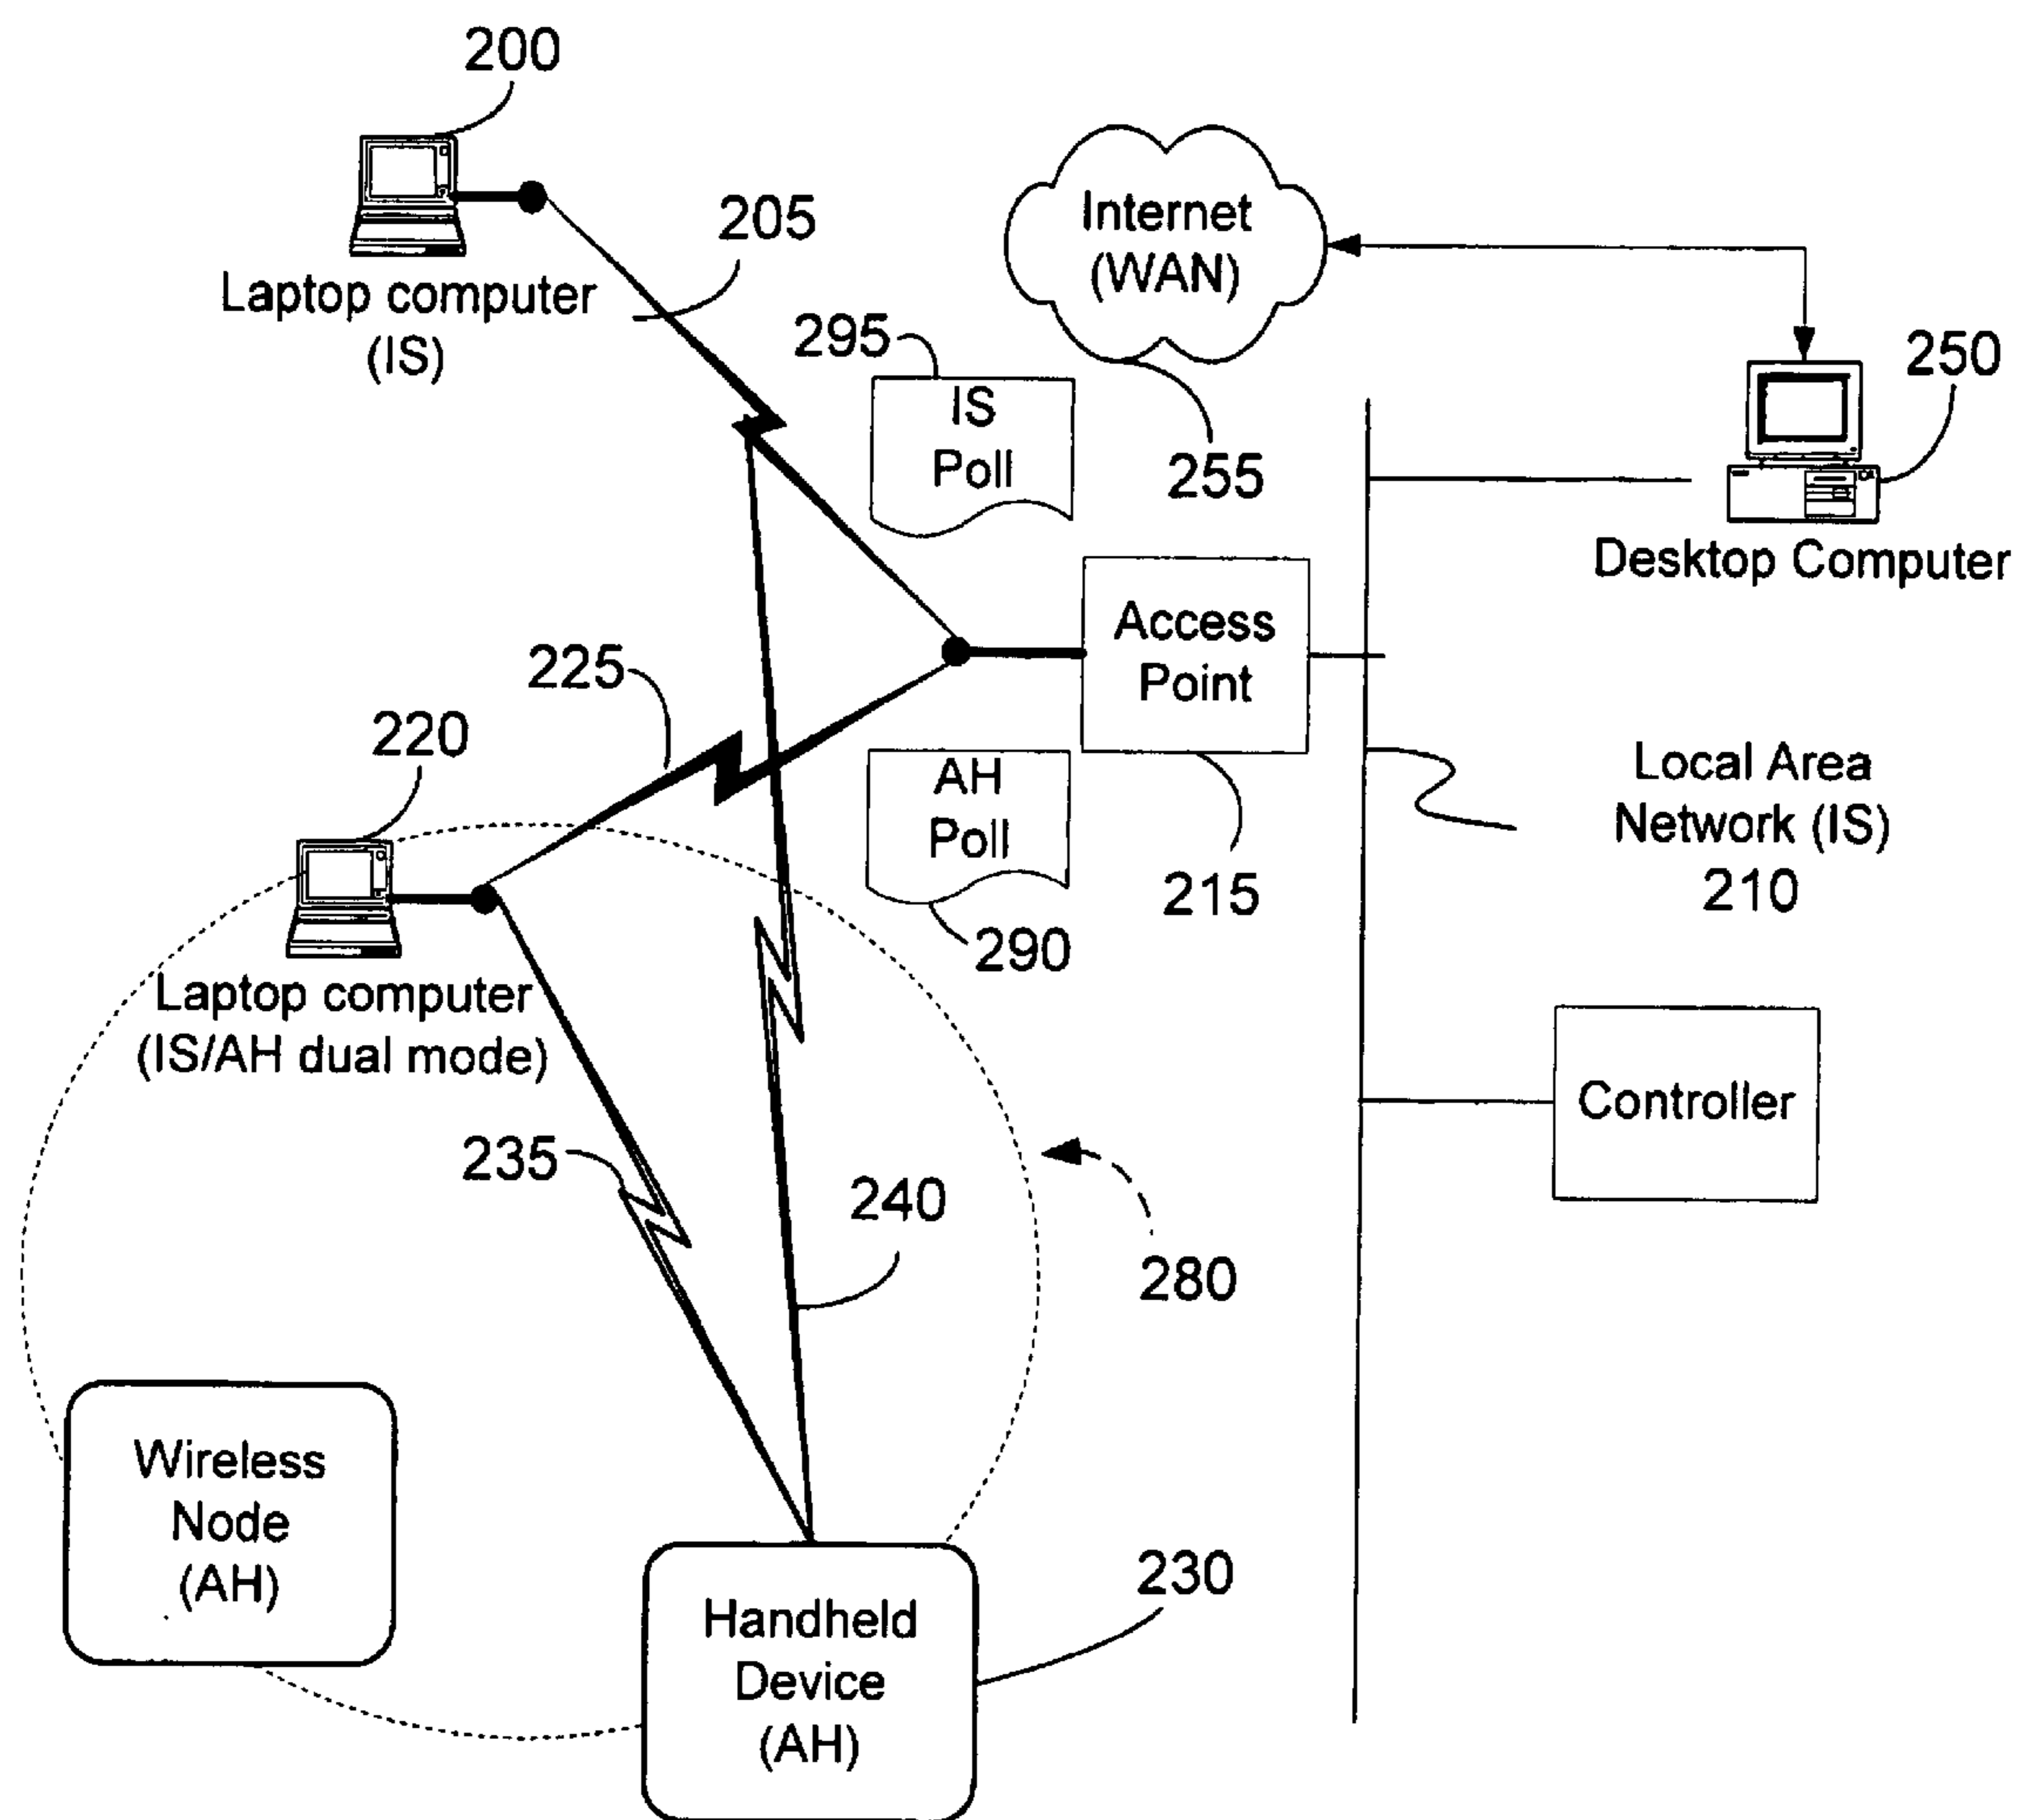 200
205
Laptop computer
(IS)
Internet
(WAN)
295
IS
Poll
255
250
Desktop Computer
Access
Point
225
220
AH
Poll
Local Area
Network (IS)
210
215
290
Laptop computer
(IS/AH dual mode)
Controller
235
240
280
Wireless
Node
(AH)
230
Handheld
Device
(AH)